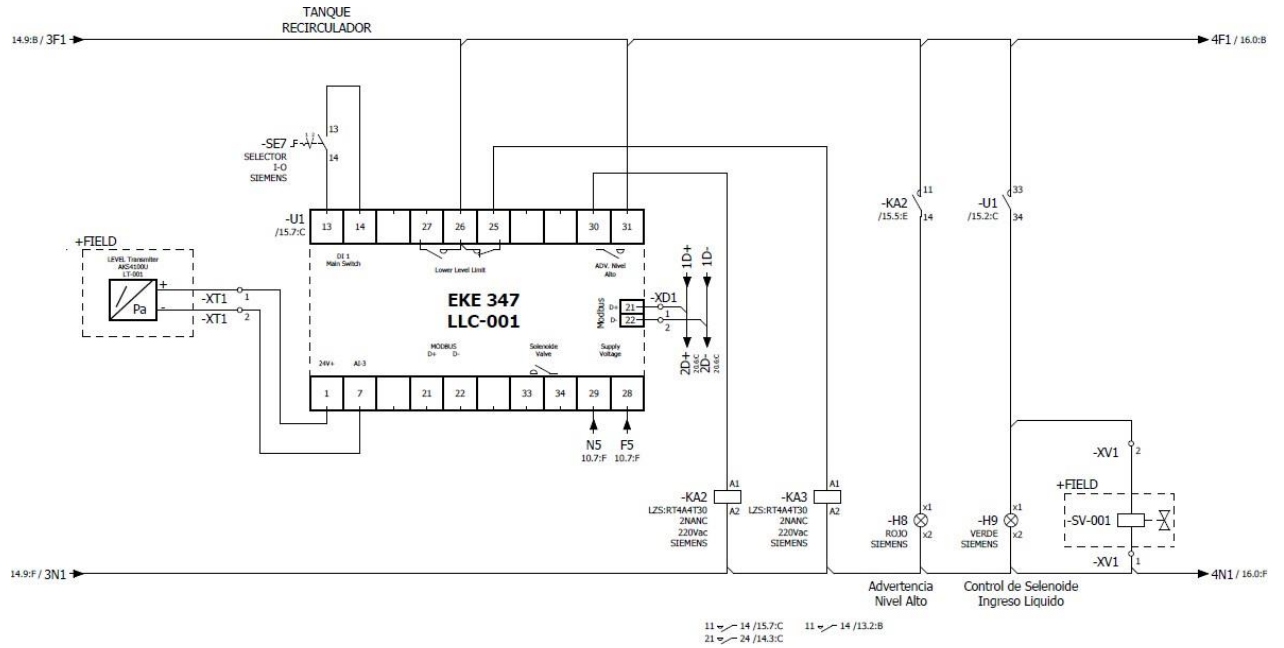 TANQUE
RECIRCULADOR
14.9:B / 3F1
4F1 / 16.0:B
13
-SE7
14
SELECTOR
I-O
SIEMENS
11
-KA2
/15.5:E
14
33
-U1
/15.2:C
34
-U1
/15.7:C
13
14
27
26
25
30
31
+FIELD
LEVEL Transmiter
AKS4100U
LT-001
+
-
Pa
-XT1
1
-XT1
2
DI 1
Main Switch
Lower Level Limit
ADV. Nivel
Alto
EKE 347
LLC-001
Modbus
D+
21
D-
22
-XD1
1
2
1D+
1D-
2D+
20.6:C
2D-
20.6:C
24V+
AI-3
MODBUS
D+
D-
Solenoide
Valve
Supply
Voltage
1
7
21
22
33
34
29
28
N5
10.7:F
F5
10.7:F
-XV1
2
+FIELD
-KA2
A1
A2
LZS:RT4A4T30
2NANC
220Vac
SIEMENS
-KA3
A1
A2
LZS:RT4A4T30
2NANC
220Vac
SIEMENS
-H8
x1
x2
ROJO
SIEMENS
-H9
x1
x2
VERDE
SIEMENS
-SV-001
-XV1
1
14.9:F / 3N1
4N1 / 16.0:F
Advertencia
Nivel Alto
Control de Selenoide
Ingreso Liquido
11 14 /15.7:C
21 24 /14.3:C
11 14 /13.2:B